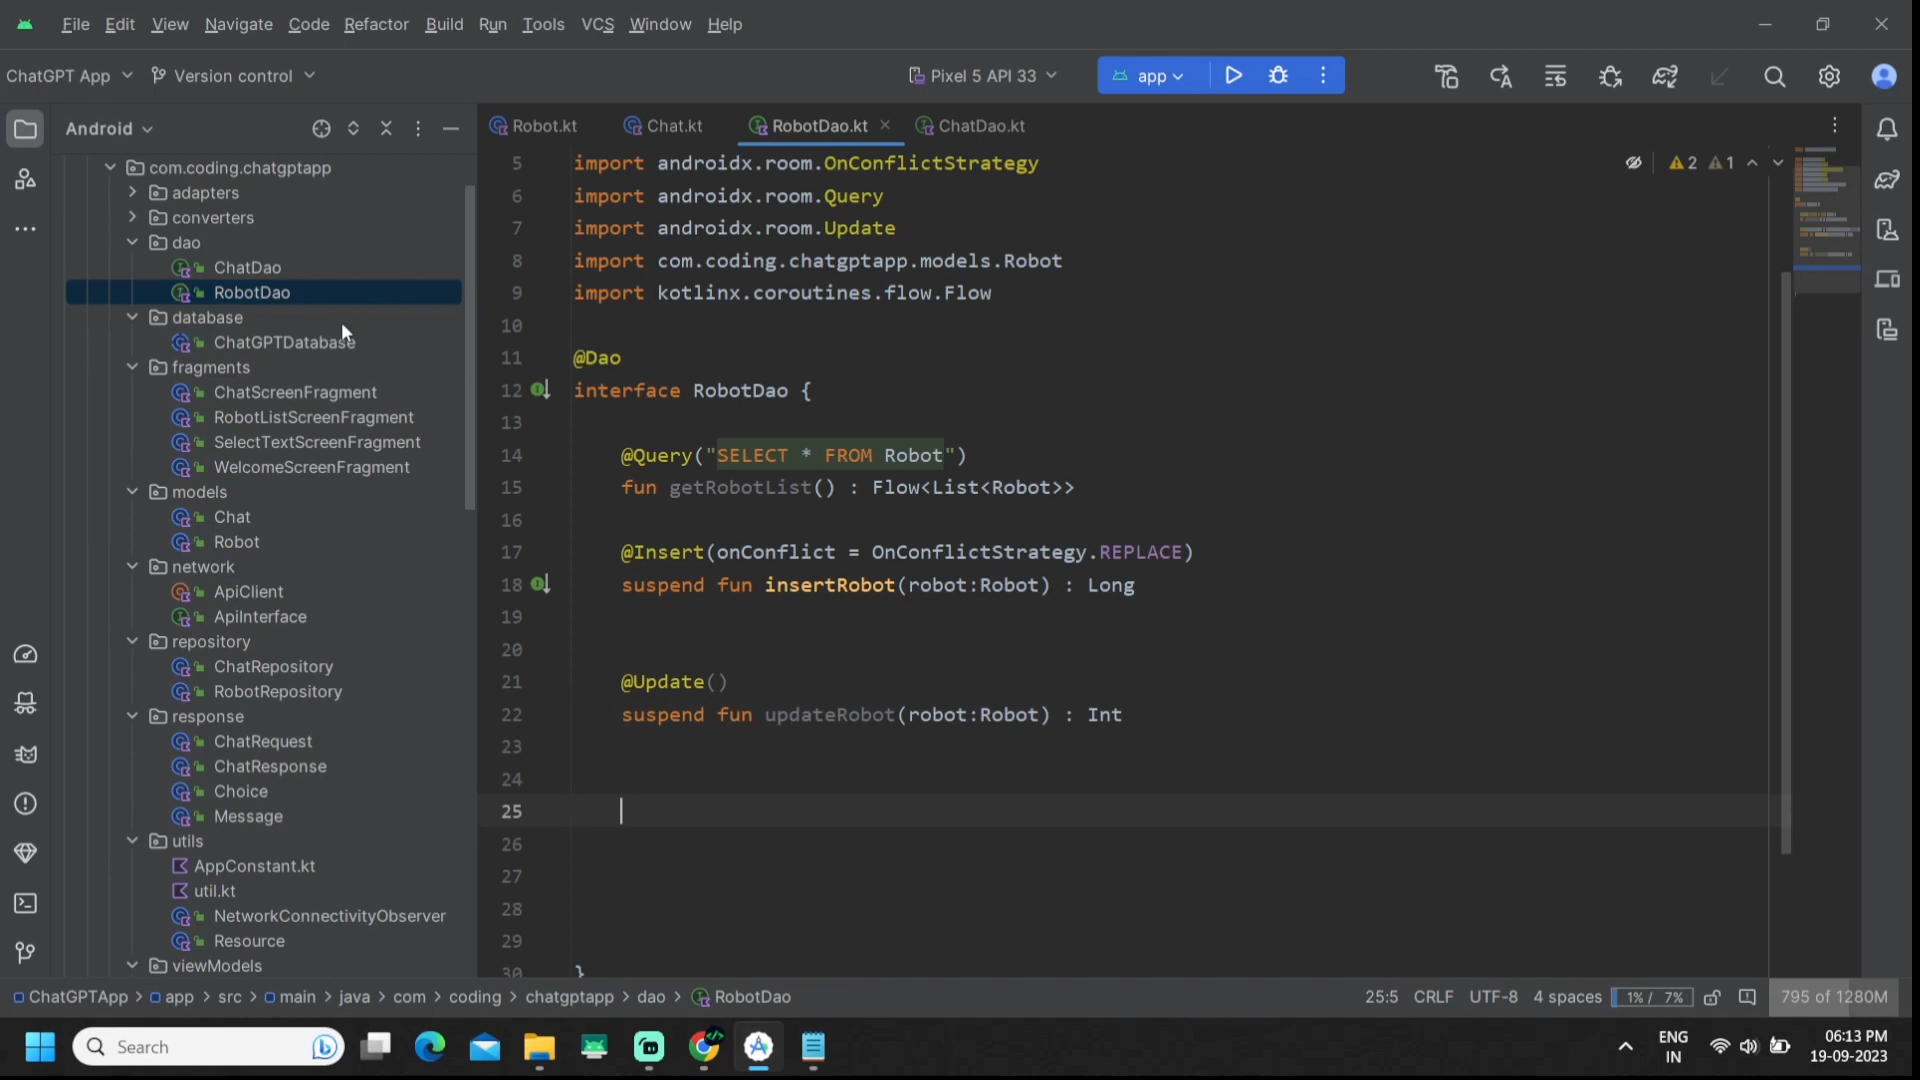 File Edit View Navigate Code Refactor Build Run Tools VCS Window Help
ChatGPT App Version control Pixel 5 API 33 app
Android
com.coding.chatgptapp
adapters
converters
dao
ChatDao
RobotDao
database
ChatGPTDatabase
fragments
ChatScreenFragment
RobotListScreenFragment
SelectTextScreenFragment
WelcomeScreenFragment
models
Chat
Robot
network
ApiClient
ApiInterface
repository
ChatRepository
RobotRepository
response
ChatRequest
ChatResponse
Choice
Message
utils
AppConstant.kt
util.kt
NetworkConnectivityObserver
Resource
viewModels
Robot.kt Chat.kt RobotDao.kt ChatDao.kt
2 1
5 import androidx.room.OnConflictStrategy
6 import androidx.room.Query
7 import androidx.room.Update
8 import com.coding.chatgptapp.models.Robot
9 import kotlinx.coroutines.flow.Flow
10
11 @Dao
12 interface RobotDao {
13
14 @Query("SELECT * FROM Robot")
15 fun getRobotList() : Flow<List<Robot>>
16
17 @Insert(onConflict = OnConflictStrategy.REPLACE)
18 suspend fun insertRobot(robot:Robot) : Long
19
20
21 @Update()
22 suspend fun updateRobot(robot:Robot) : Int
23
24
25
26
27
28
29
30 }
ChatGPTApp > app > src > main > java > com > coding > chatgptapp > dao > RobotDao 25:5 CRLF UTF-8 4 spaces 1% / 7% 795 of 1280M
Search
ENG
IN
06:13 PM
19-09-2023